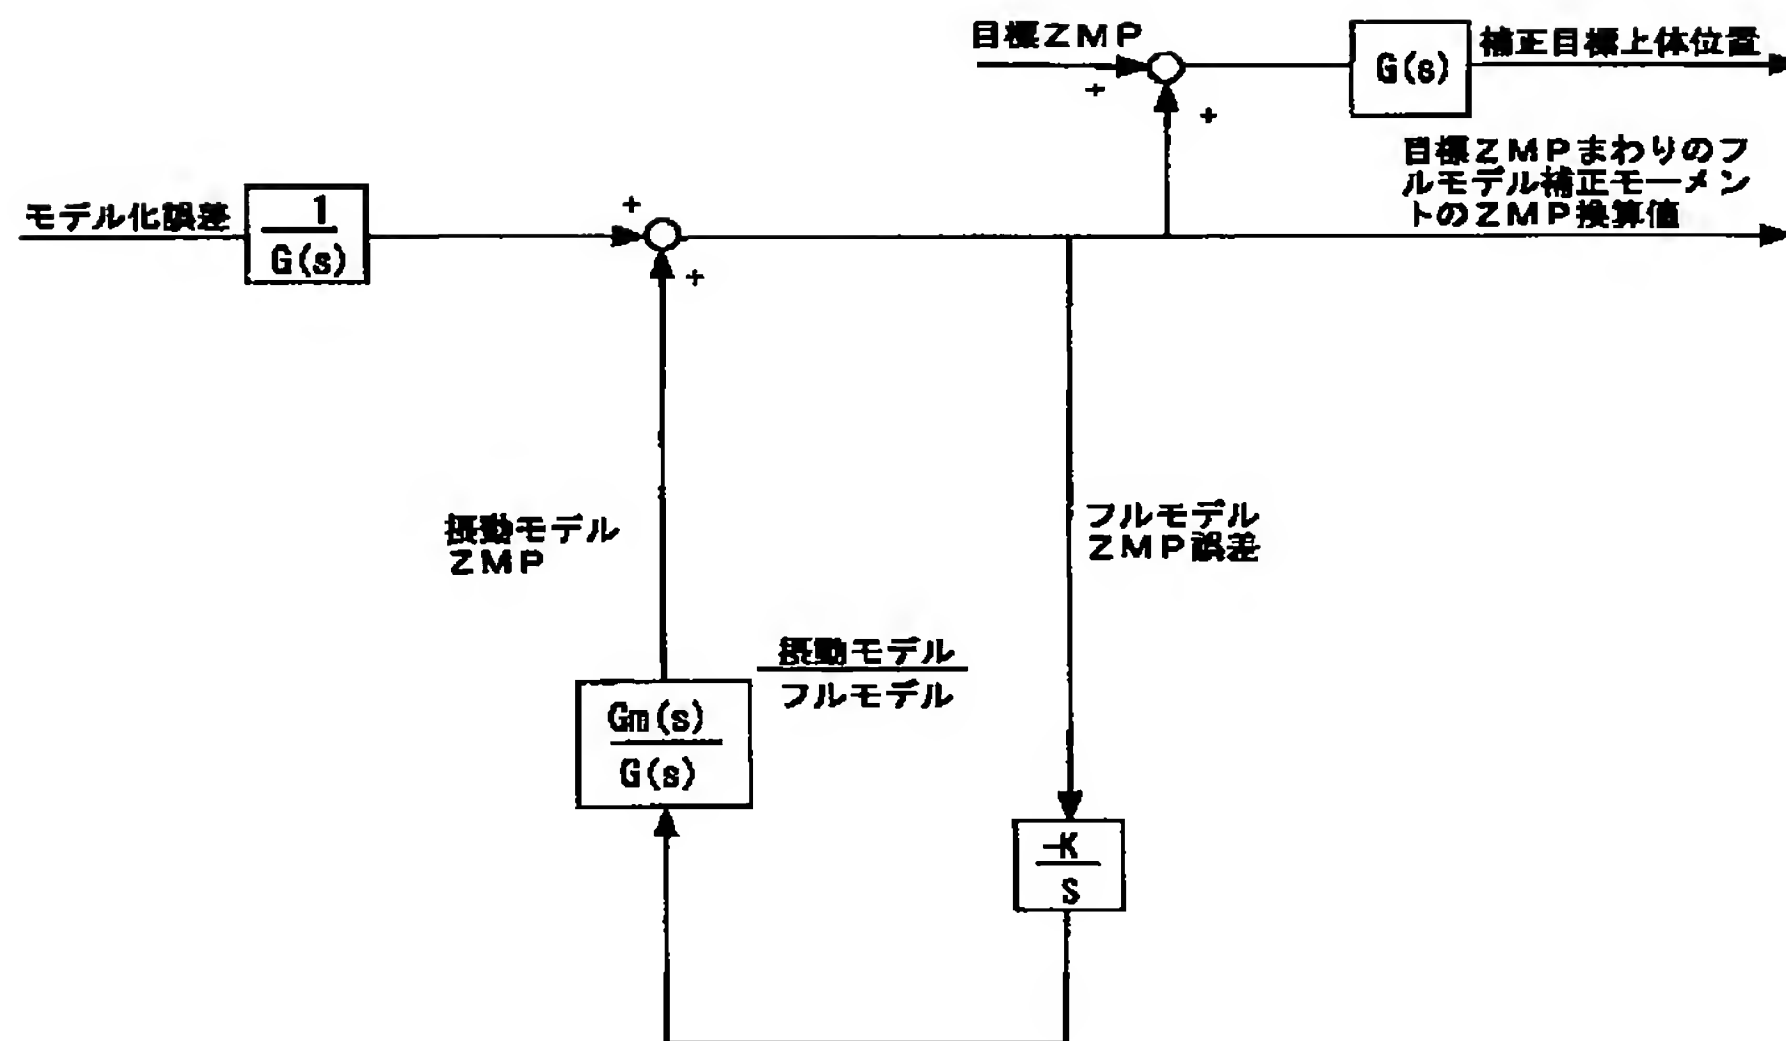 目標ZMP
+
+
G(s)
補正目標上体位置
目標ZMPまわりのフ
ルモデル補正モーメン
トのZMP換算値
モデル化誤差
1
G(s)
+
+
摂動モデル
ZMP
フルモデル
ZMP誤差
摂動モデル
フルモデル
Gm(s)
G(s)
-K
S